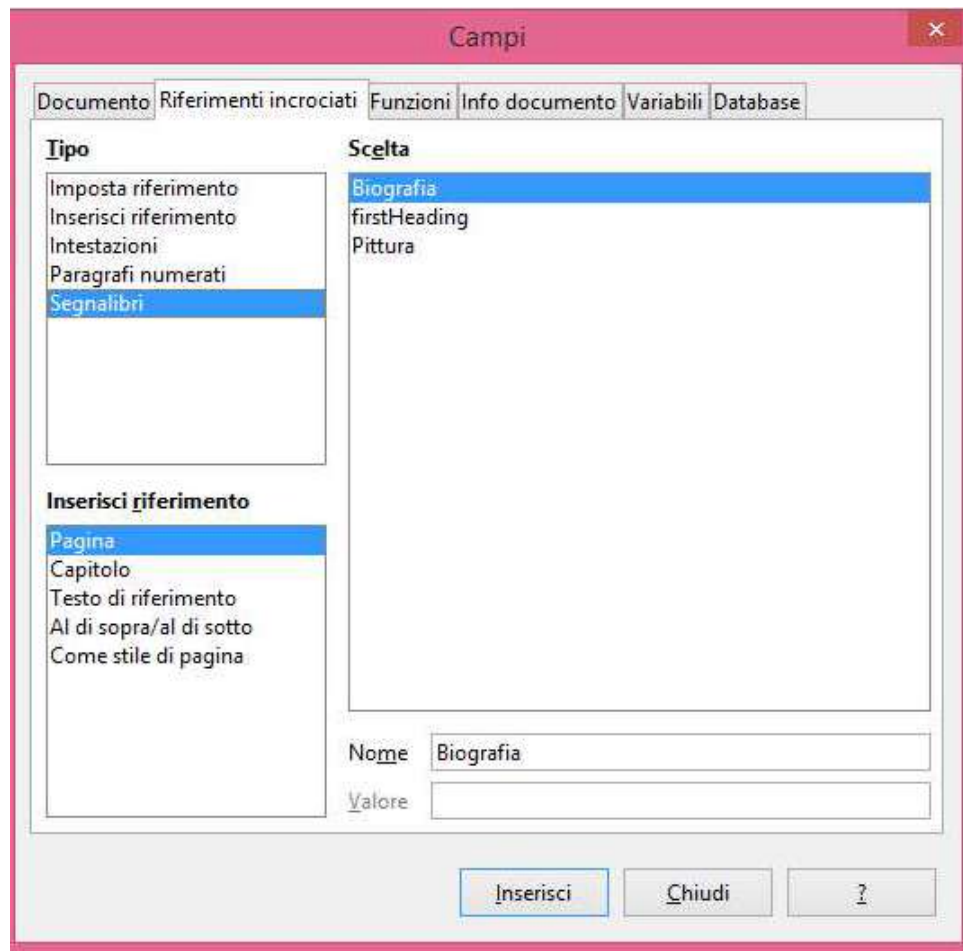 Campi
Documento Riferimenti incrociati Funzioni Info documento Variabili Database
Tipo
Imposta riferimento
Inserisci riferimento
Intestazioni
Paragrafi numerati
Segnalibri
Scelta
Biografia
firstHeading
Pittura
Inserisci riferimento
Pagina
Capitolo
Testo di riferimento
Al di sopra/al di sotto
Come stile di pagina
Nome Biografia
Valore
Inserisci Chiudi ?